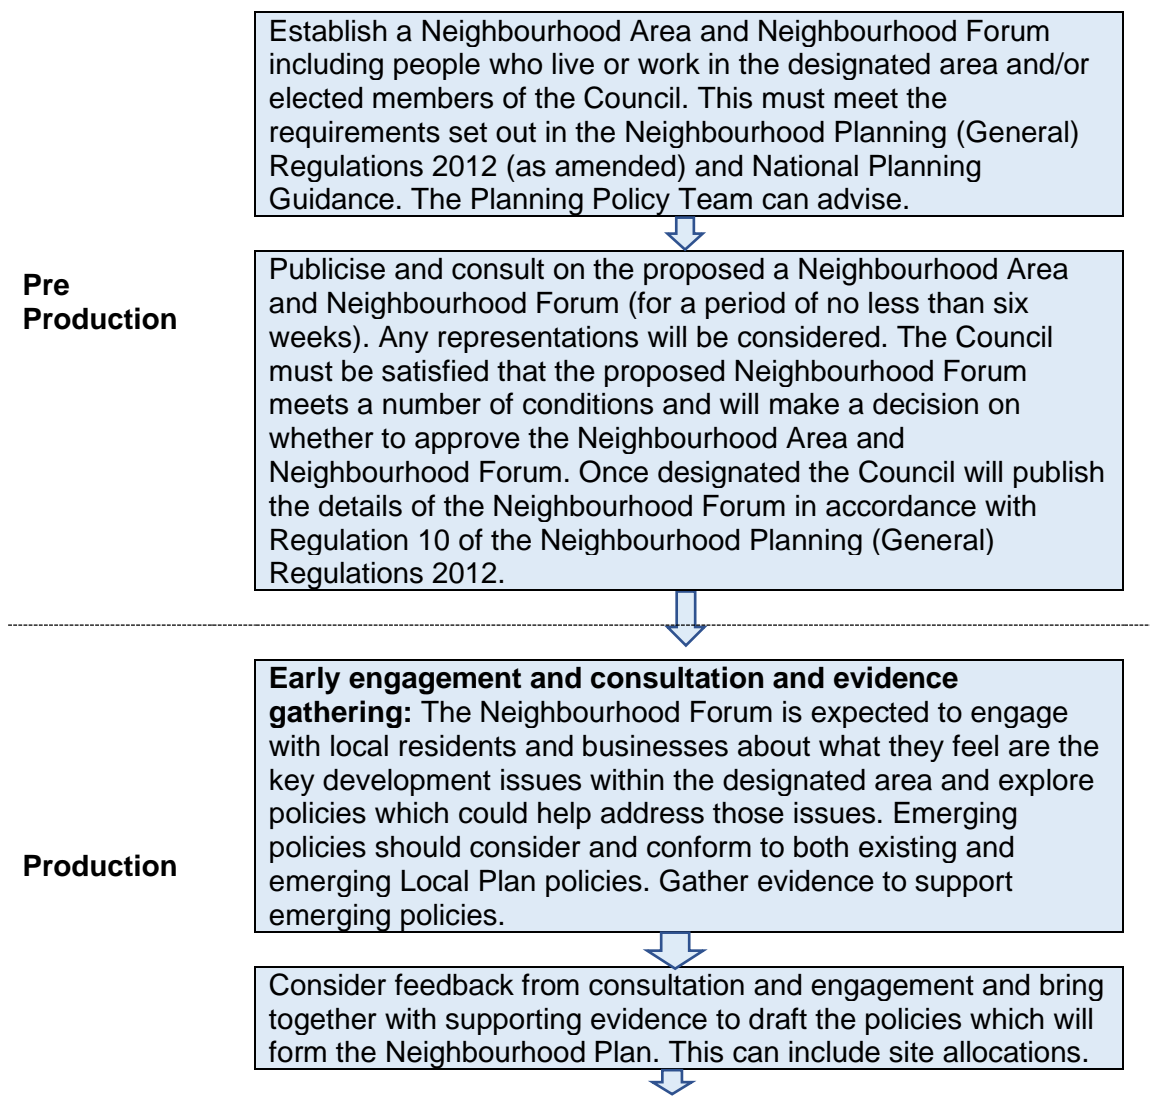 Establish a Neighbourhood Area and Neighbourhood Forum
including people who live or work in the designated area and/or
elected members of the Council. This must meet the
requirements set out in the Neighbourhood Planning (General)
Regulations 2012 (as amended) and National Planning
Guidance. The Planning Policy Team can advise.
Pre
Production
Publicise and consult on the proposed a Neighbourhood Area
and Neighbourhood Forum (for a period of no less than six
weeks). Any representations will be considered. The Council
must be satisfied that the proposed Neighbourhood Forum
meets a number of conditions and will make a decision on
whether to approve the Neighbourhood Area and
Neighbourhood Forum. Once designated the Council will publish
the details of the Neighbourhood Forum in accordance with
Regulation 10 of the Neighbourhood Planning (General)
Regulations 2012.
Production
Early engagement and consultation and evidence
gathering: The Neighbourhood Forum is expected to engage
with local residents and businesses about what they feel are the
key development issues within the designated area and explore
policies which could help address those issues. Emerging
policies should consider and conform to both existing and
emerging Local Plan policies. Gather evidence to support
emerging policies.
Consider feedback from consultation and engagement and bring
together with supporting evidence to draft the policies which will
form the Neighbourhood Plan. This can include site allocations.